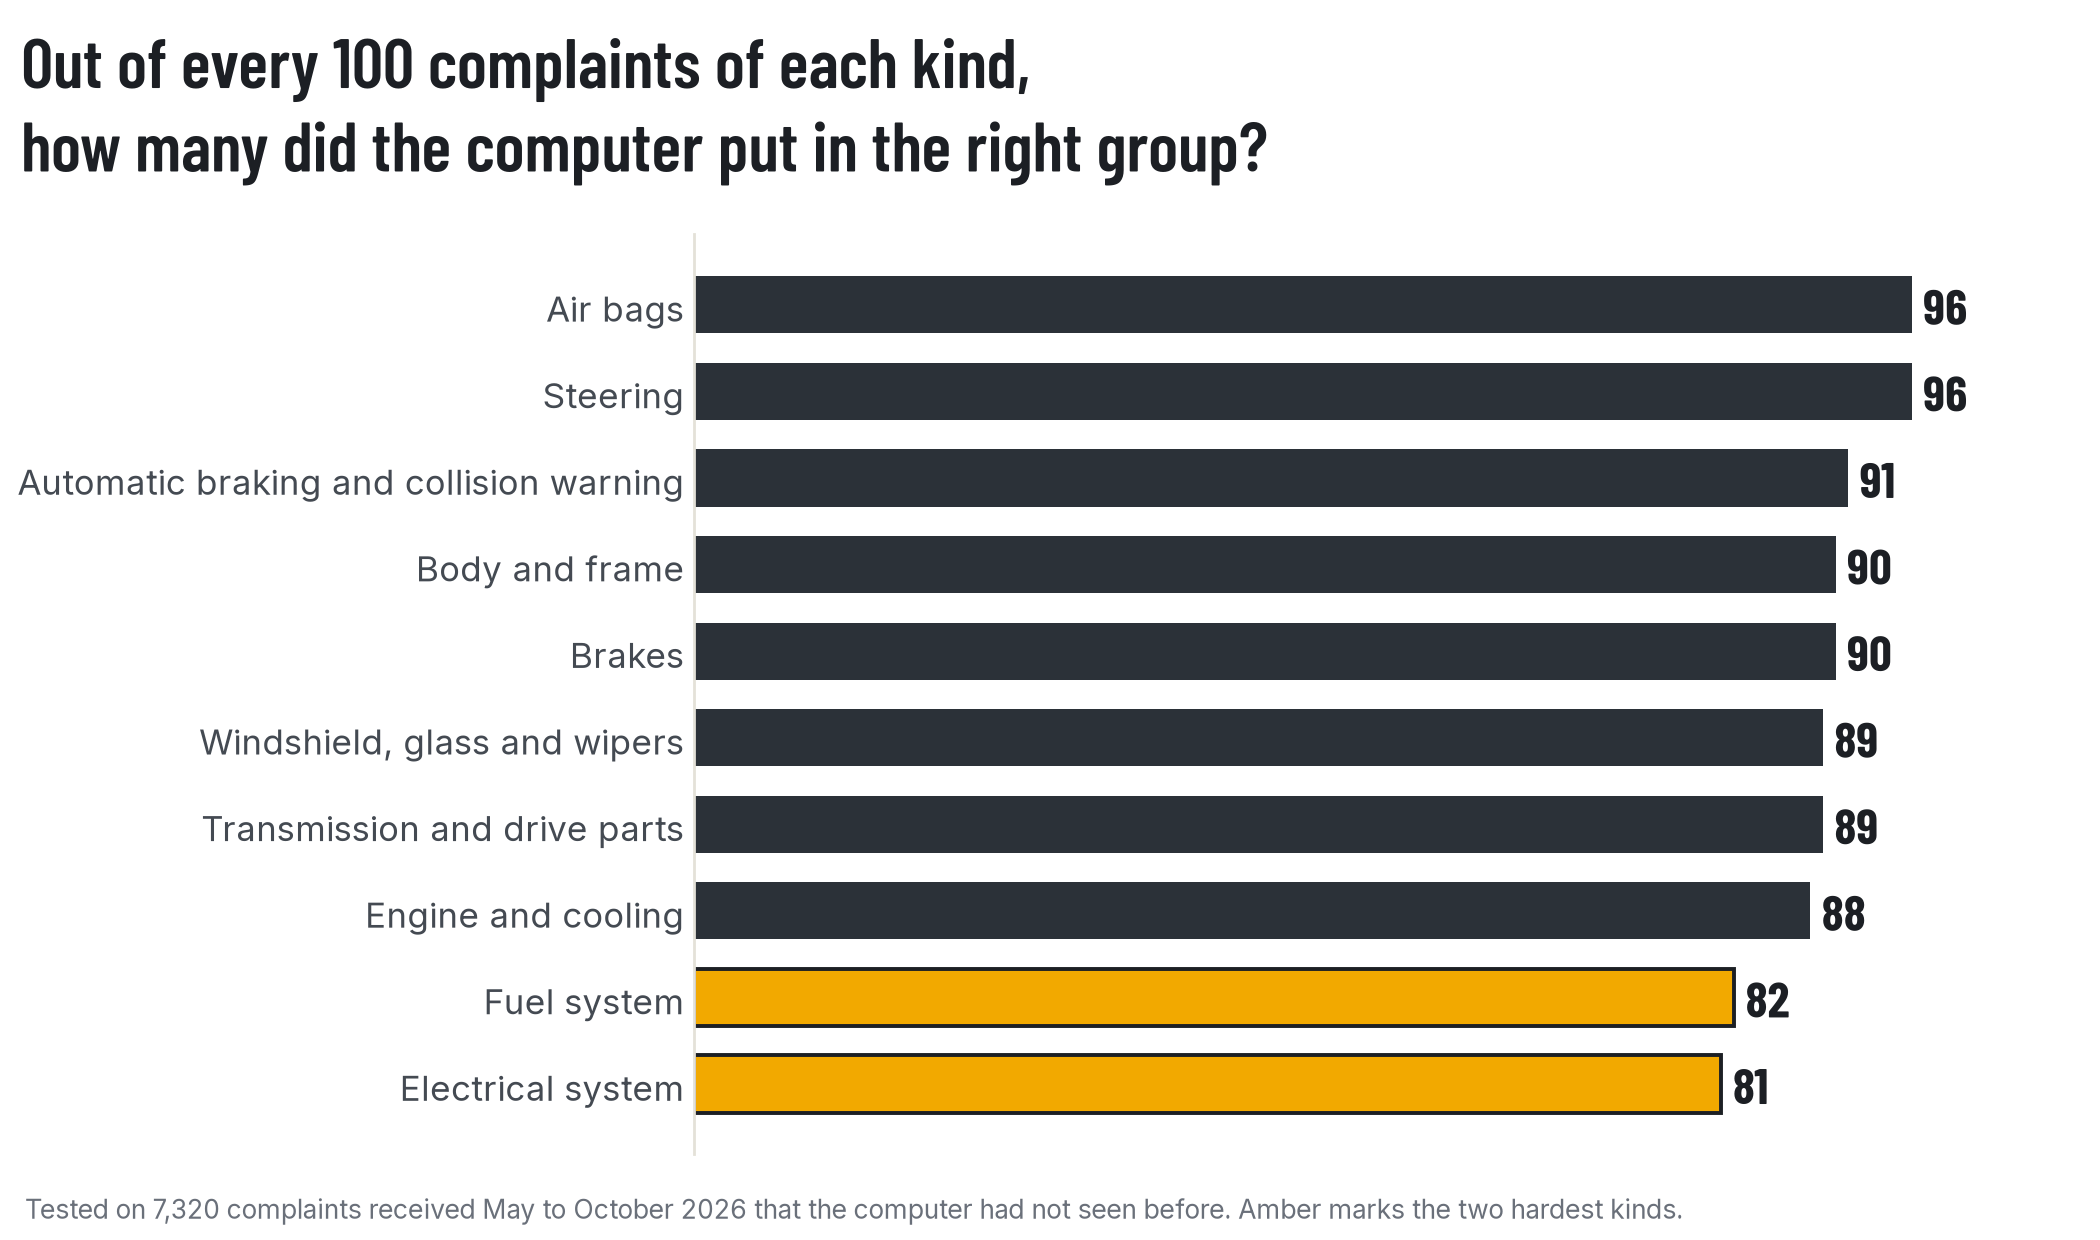 Out of every 100 complaints of each kind,
how many did the computer put in the right group?
Air bags 96
Steering 96
Automatic braking and collision warning 91
Body and frame 90
Brakes 90
Windshield, glass and wipers 89
Transmission and drive parts 89
Engine and cooling 88
Fuel system 82
Electrical system 81
Tested on 7,320 complaints received May to October 2026 that the computer had not seen before. Amber marks the two hardest kinds.